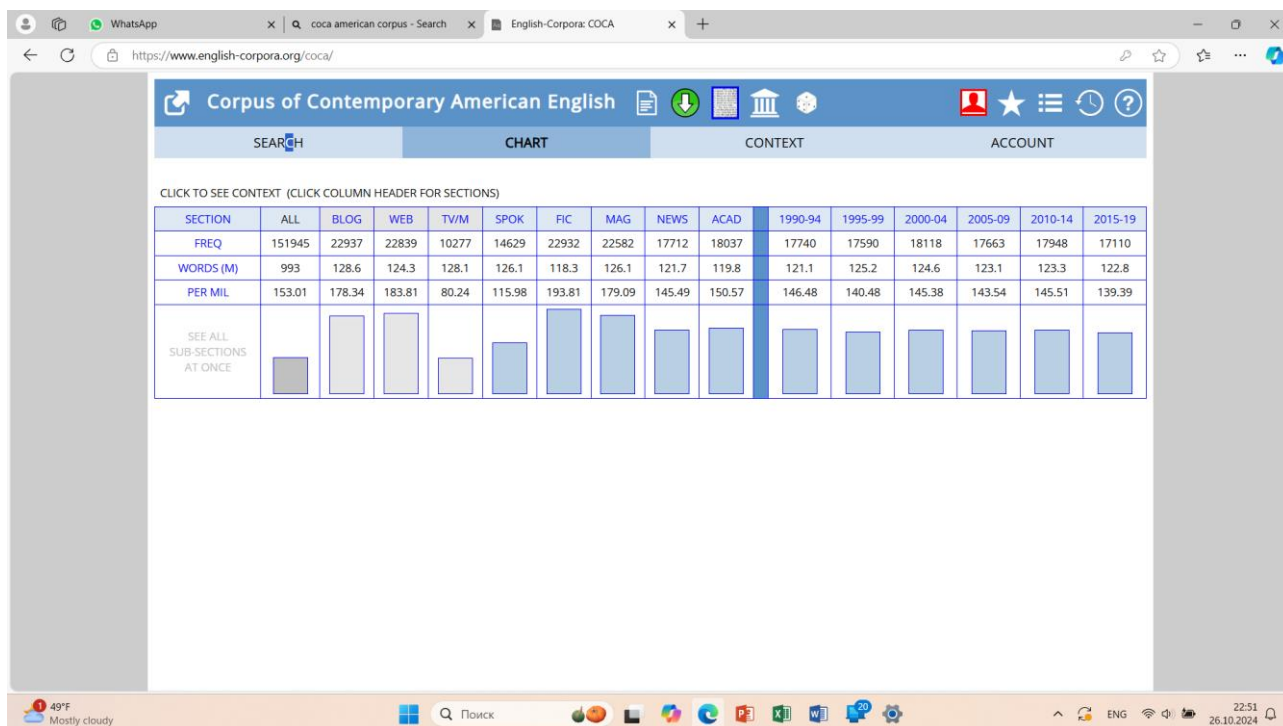 WhatsApp coca american corpus - Search English-Corpora: COCA
https://www.english-corpora.org/coca/
Corpus of Contemporary American English
SEARCH CHART CONTEXT ACCOUNT
CLICK TO SEE CONTEXT (CLICK COLUMN HEADER FOR SECTIONS)
SECTION ALL BLOG WEB TV/M SPOK FIC MAG NEWS ACAD 1990-94 1995-99 2000-04 2005-09 2010-14 2015-19
FREQ 151945 22937 22839 10277 14629 22932 22582 17712 18037 17740 17590 18118 17663 17948 17110
WORDS (M) 993 128.6 124.3 128.1 126.1 118.3 126.1 121.7 119.8 121.1 125.2 124.6 123.1 123.3 122.8
PER MIL 153.01 178.34 183.81 80.24 115.98 193.81 179.09 145.49 150.57 146.48 140.48 145.38 143.54 145.51 139.39
SEE ALL
SUB-SECTIONS
AT ONCE
1 49°F
Mostly cloudy
Поиск
20
ENG
22:51
26.10.2024